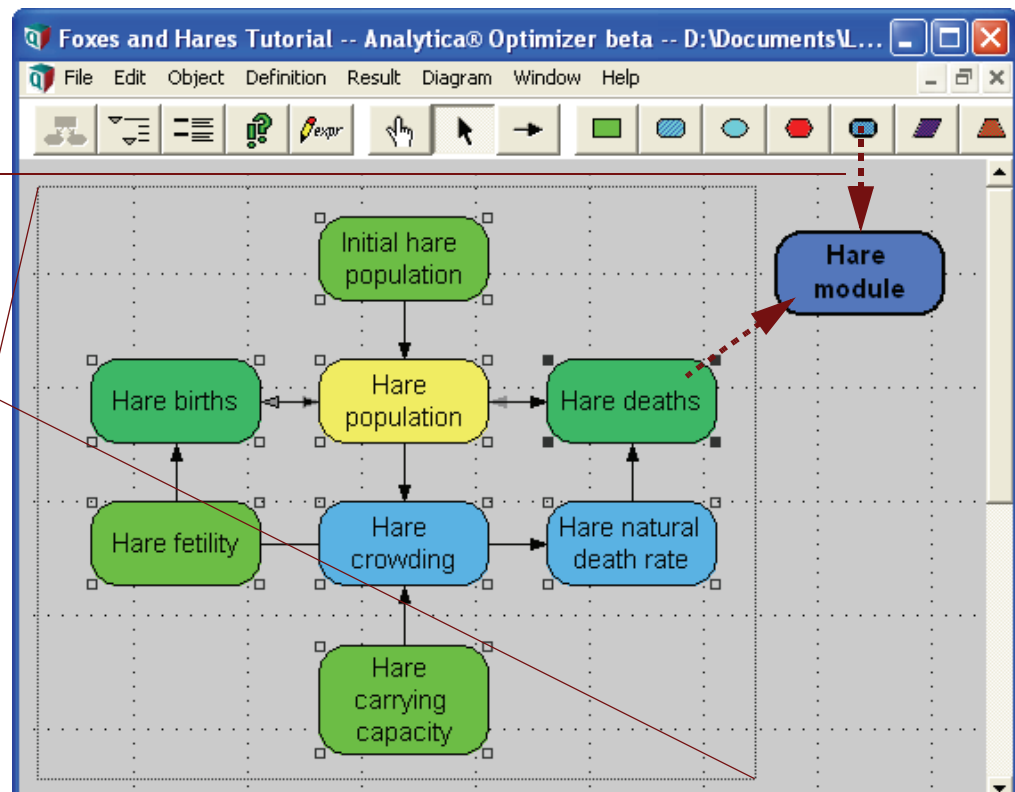 Foxes and Hares Tutorial -- Analytica® Optimizer beta -- D:\Documents\L...
File Edit Object Definition Result Diagram Window Help
expr
Initial hare
population
Hare
module
Hare births
Hare
population
Hare deaths
Hare fetility
Hare
crowding
Hare natural
death rate
Hare
carrying
capacity